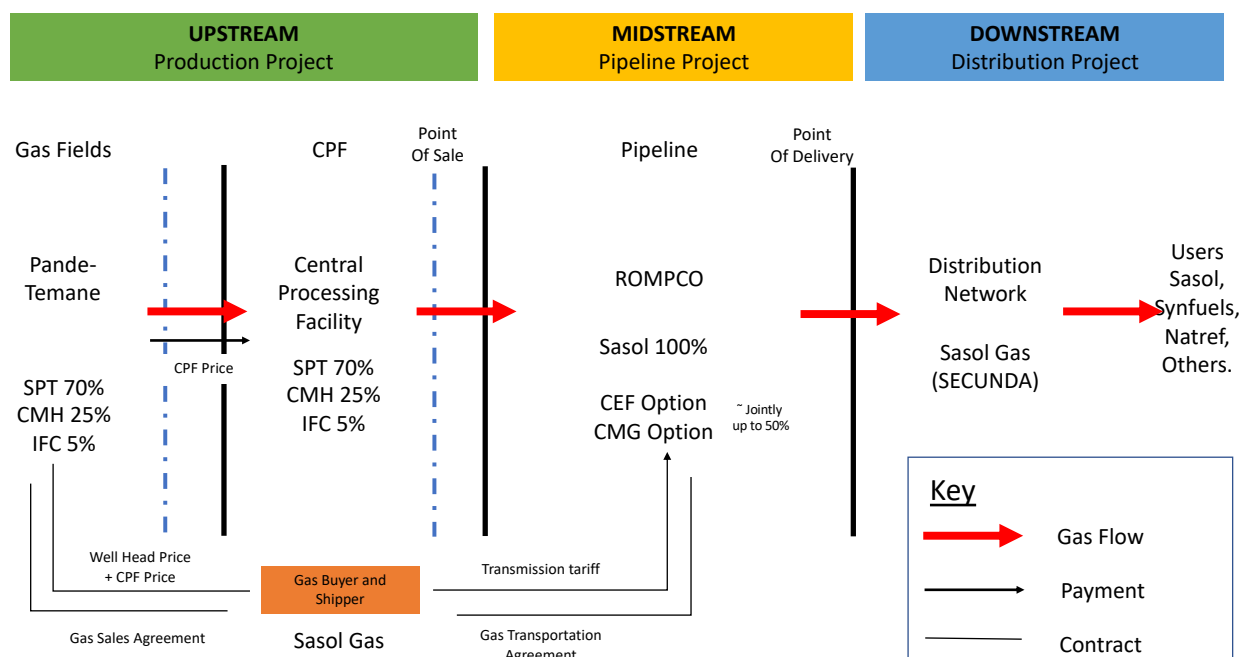 UPSTREAM
Production Project
MIDSTREAM
Pipeline Project
DOWNSTREAM
Distribution Project
Gas Fields
CPF
Point
Of Sale
Pipeline
Point
Of Delivery
Pande-
Temane
Central
Processing
Facility
ROMPCO
Distribution
Network
Users
Sasol,
Synfuels,
Natref,
Others.
CPF Price
SPT 70%
CMH 25%
IFC 5%
SPT 70%
CMH 25%
IFC 5%
Sasol 100%
CEF Option
CMG Option
~ Jointly
up to 50%
Sasol Gas
(SECUNDA)
Key
Gas Flow
Payment
Contract
Well Head Price
+ CPF Price
Gas Buyer and
Shipper
Transmission tariff
Gas Sales Agreement
Sasol Gas
Gas Transportation
Agreement